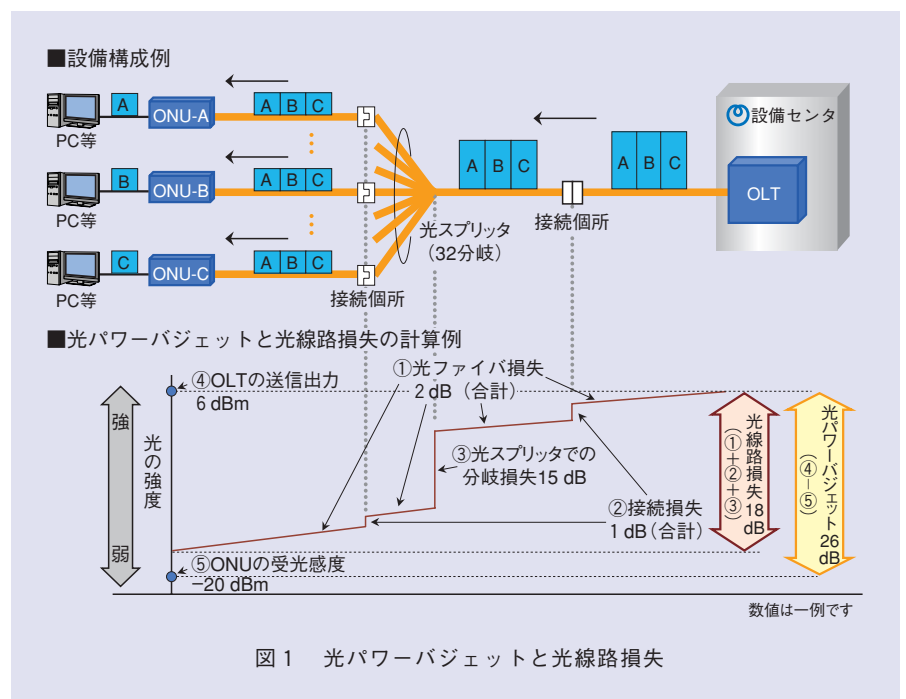 ■設備構成例
A
ONU-A
A B C
PC等
B
ONU-B
A B C
PC等
C
ONU-C
A B C
PC等
接続個所
光スプリッタ
(32分岐)
A B C
接続個所
A B C
設備センタ
OLT
■光パワーバジェットと光線路損失の計算例
強
弱
光の強度
④OLTの送信出力
6 dBm
①光ファイバ損失
2 dB（合計）
③光スプリッタでの
分岐損失15 dB
②接続損失
1 dB（合計）
⑤ONUの受光感度
−20 dBm
光線路損失18 dB
（①＋②＋③）
光パワーバジェット26 dB
（④−⑤）
数値は一例です
図1 光パワーバジェットと光線路損失